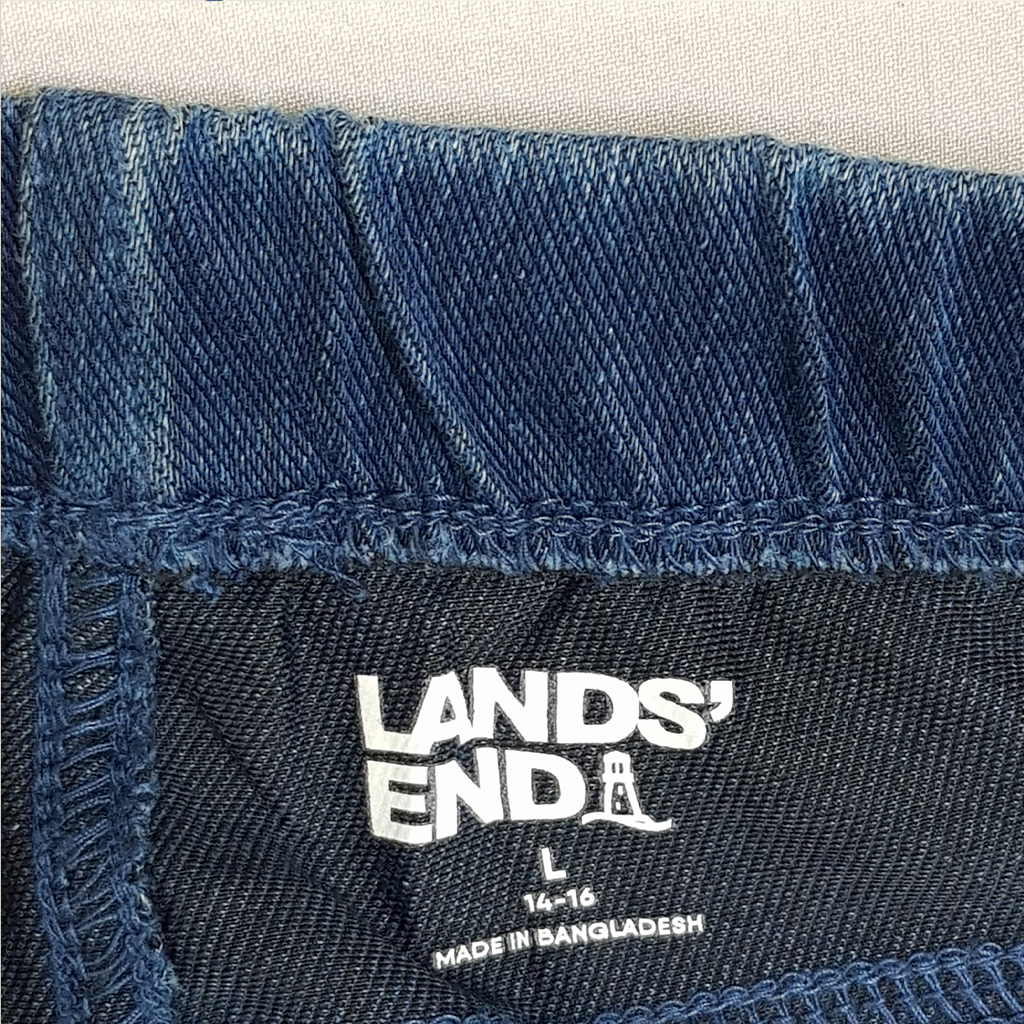 LANDS'
END
L
14-16
MADE IN BANGLADESH